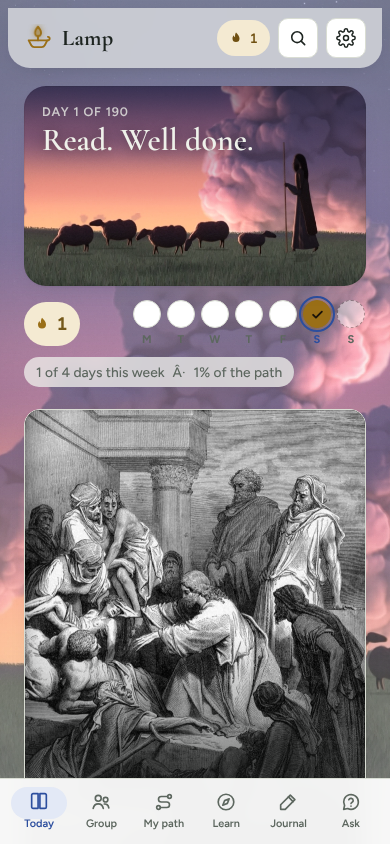 Lamp
1
DAY 1 OF 190
Read. Well done.
1
M T W T F S S
1 of 4 days this week Â· 1% of the path
Today Group My path Learn Journal Ask